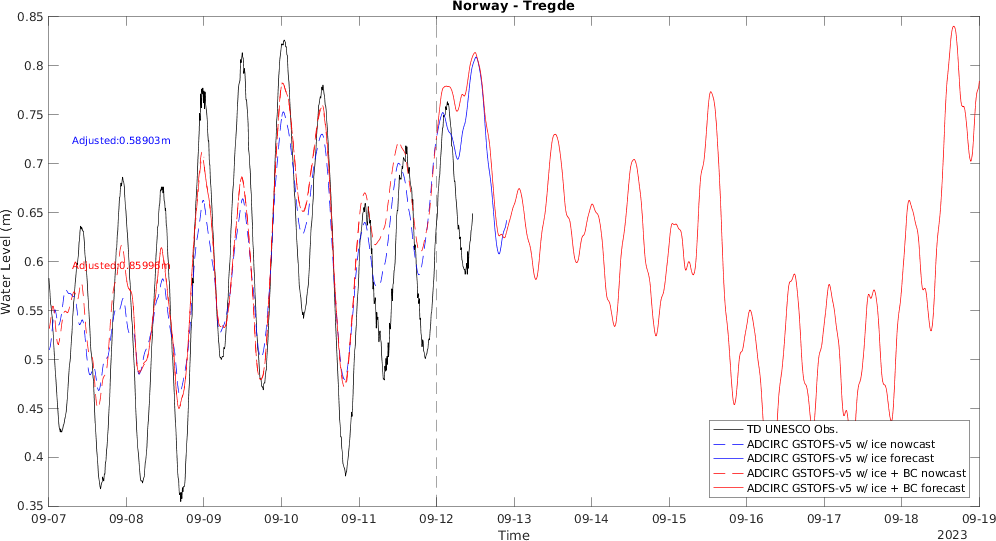 Norway - Tregde
0.85
0.8
0.75
0.7
0.65
0.6
0.55
0.5
0.45
0.4
0.35
Water Level (m)
Adjusted:0.58903m
Adjusted:0.85995m
TD UNESCO Obs.
ADCIRC GSTOFS-v5 w/ ice nowcast
ADCIRC GSTOFS-v5 w/ ice forecast
ADCIRC GSTOFS-v5 w/ ice + BC nowcast
ADCIRC GSTOFS-v5 w/ ice + BC forecast
09-07 09-08 09-09 09-10 09-11 09-12 09-13 09-14 09-15 09-16 09-17 09-18 09-19
Time
2023